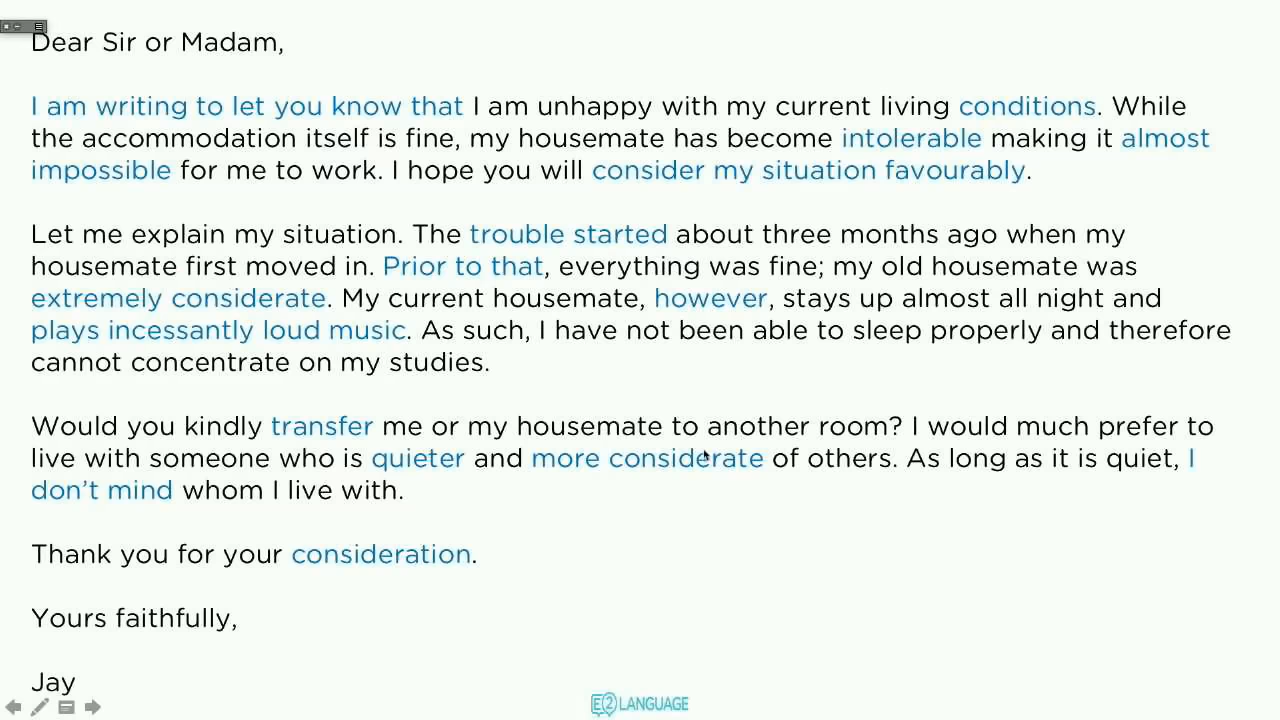 Dear Sir or Madam,
I am writing to let you know that I am unhappy with my current living conditions. While
the accommodation itself is fine, my housemate has become intolerable making it almost
impossible for me to work. I hope you will consider my situation favourably.
Let me explain my situation. The trouble started about three months ago when my
housemate first moved in. Prior to that, everything was fine; my old housemate was
extremely considerate. My current housemate, however, stays up almost all night and
plays incessantly loud music. As such, I have not been able to sleep properly and therefore
cannot concentrate on my studies.
Would you kindly transfer me or my housemate to another room? I would much prefer to
live with someone who is quieter and more considerate of others. As long as it is quiet, I
don’t mind whom I live with.
Thank you for your consideration.
Yours faithfully,
Jay
E2 LANGUAGE